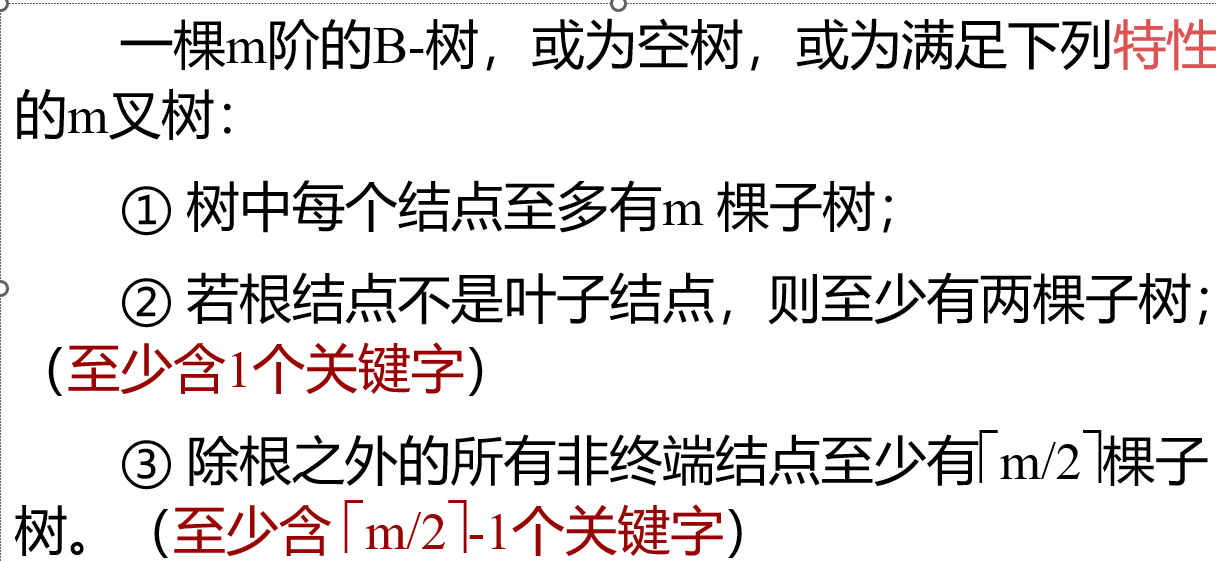 一棵m阶的B-树，或为空树，或为满足下列特性
的m叉树：
① 树中每个结点至多有m 棵子树；
② 若根结点不是叶子结点，则至少有两棵子树；
（至少含1个关键字）
③ 除根之外的所有非终端结点至少有⌈m/2⌉棵子
树。（至少含⌈m/2⌉-1个关键字）